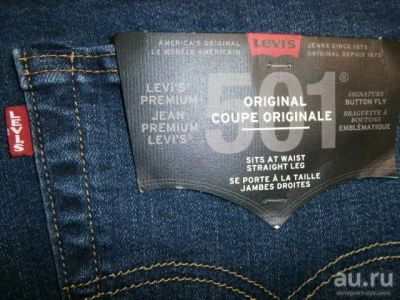 AMERICA'S ORIGINAL
LE MODÈLE AMÉRICAIN
Levi's
JEANS SINCE 1873
ORIGINAL DEPUIS 1873
LEVI'S®
PREMIUM
JEAN
PREMIUM
LEVI'S®
501®
ORIGINAL
COUPE ORIGINALE
SIGNATURE
BUTTON FLY
BRAGUETTE À
BOUTONS
EMBLÉMATIQUE
SITS AT WAIST
STRAIGHT LEG
SE PORTE À LA TAILLE
JAMBES DROITES
LEVI'S
au.ru
интернет-аукцион